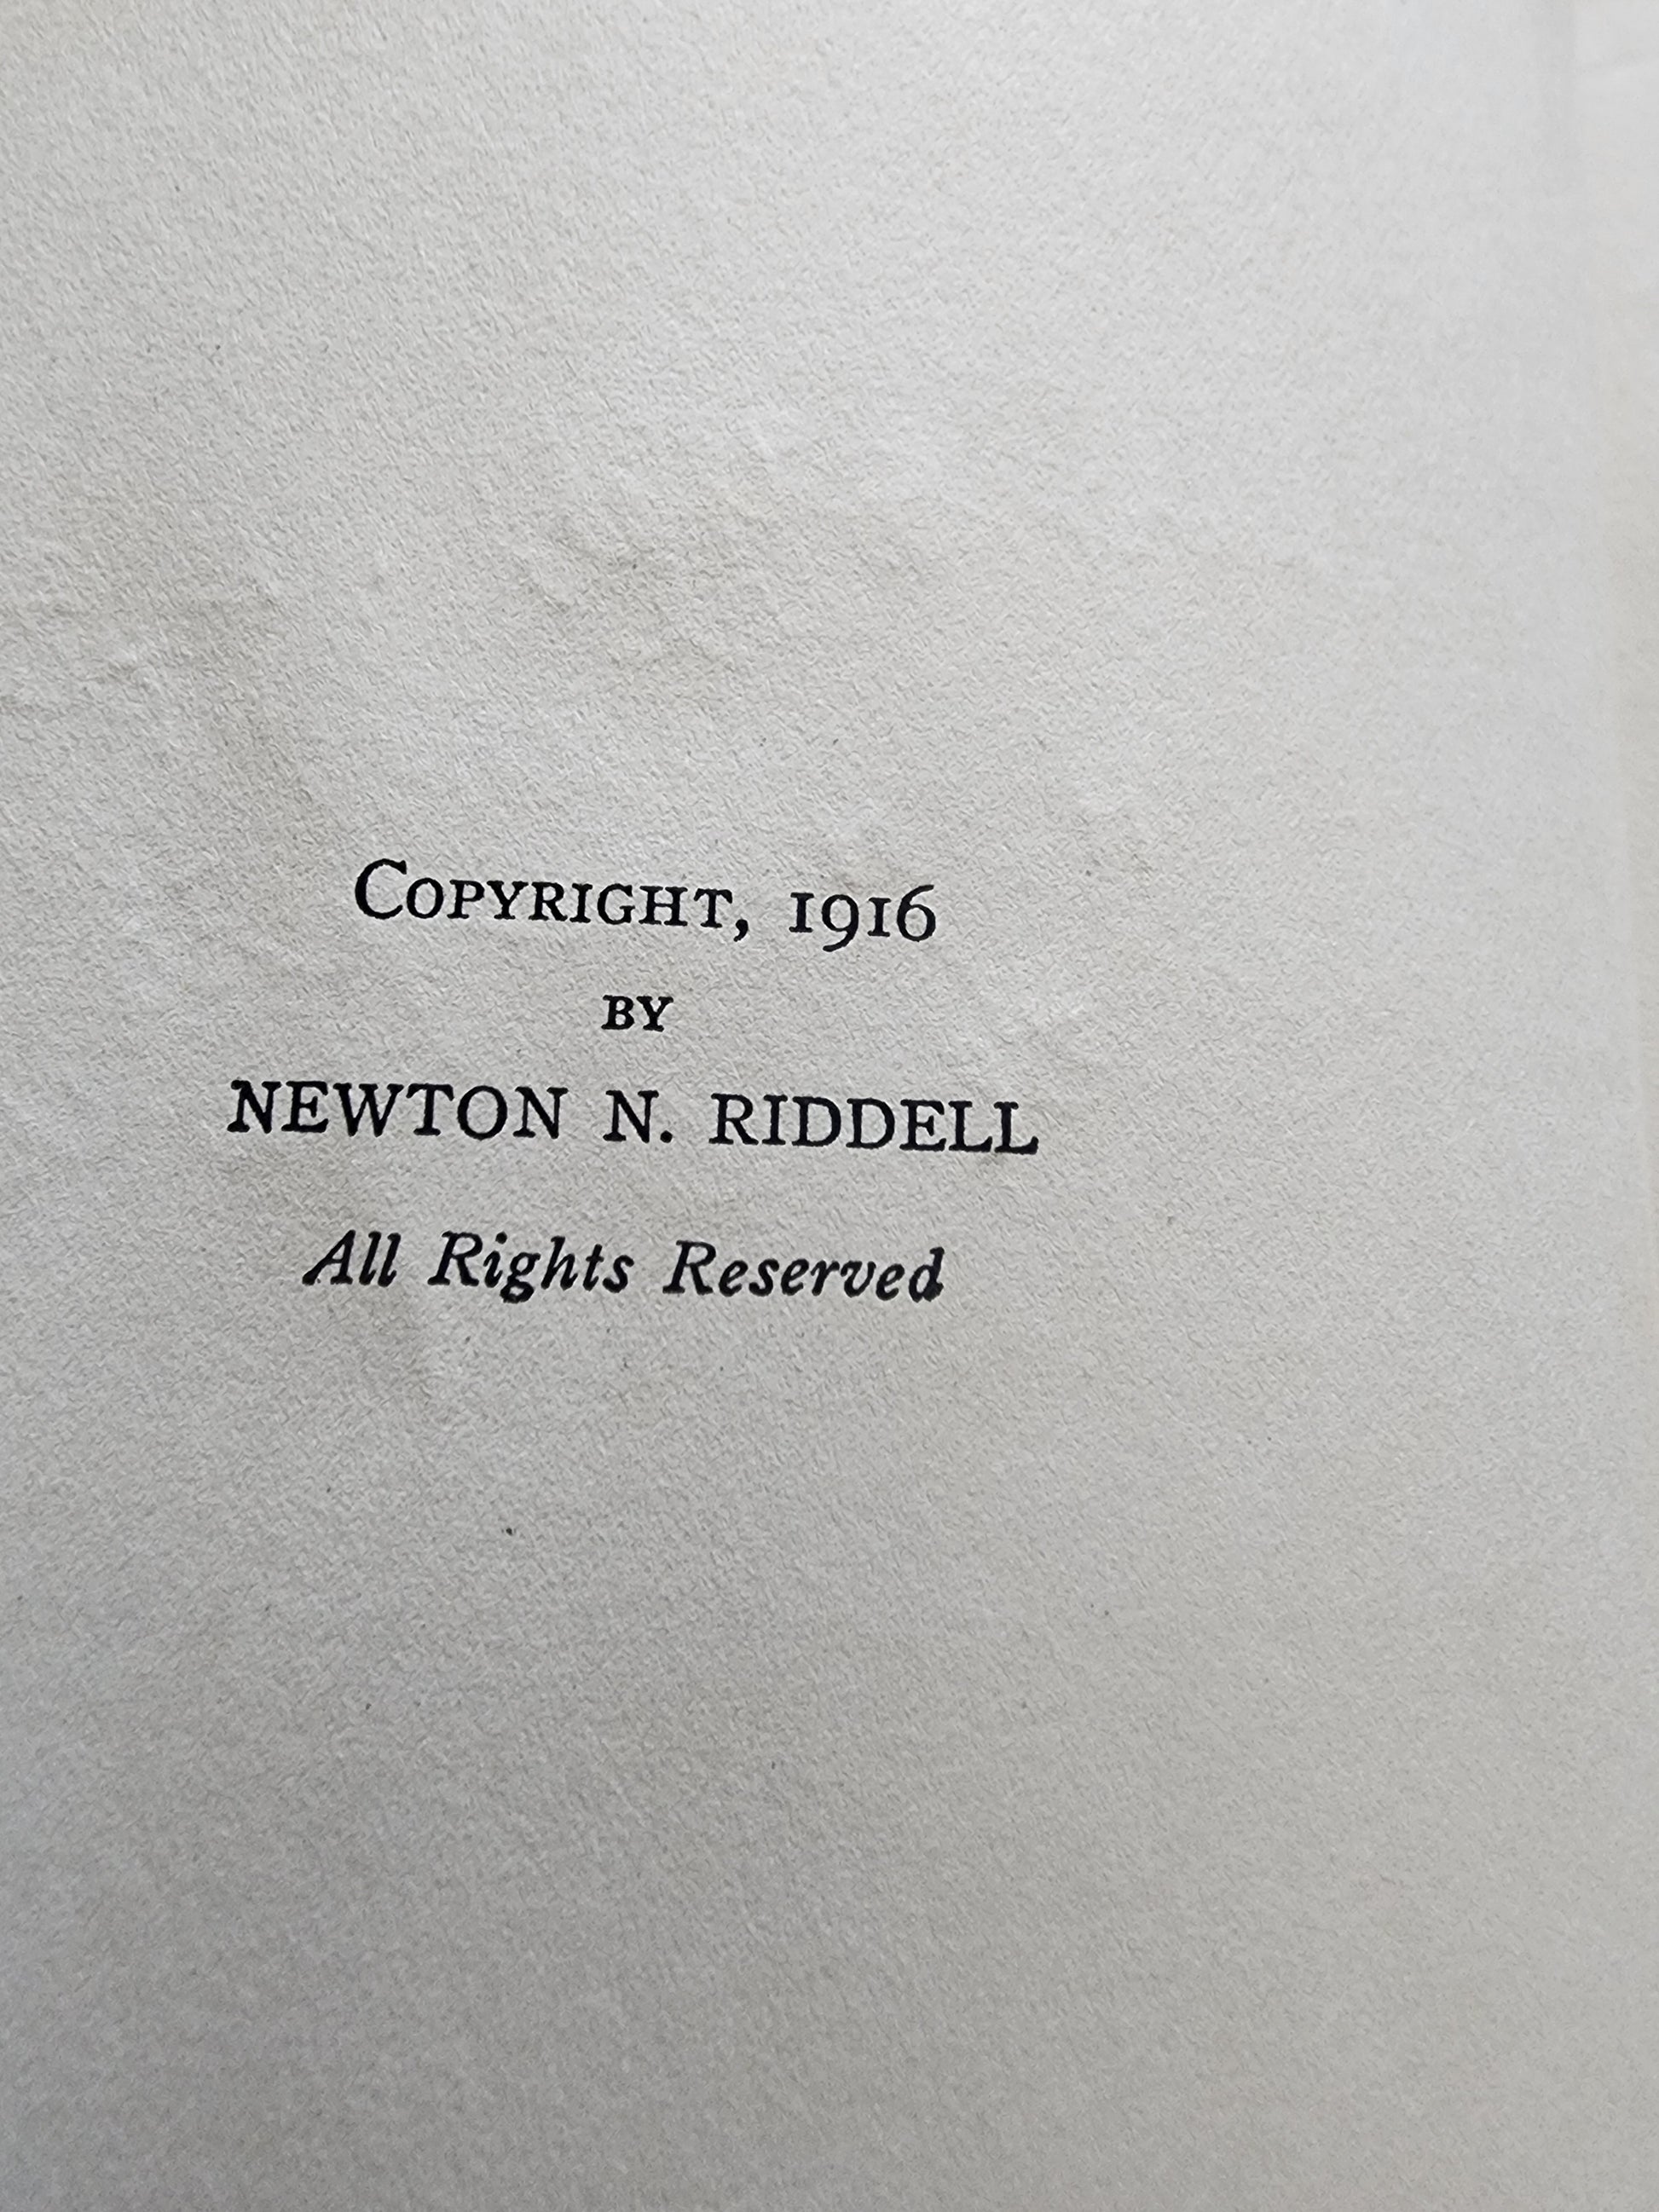 Copyright, 1916
BY
NEWTON N. RIDDELL
All Rights Reserved